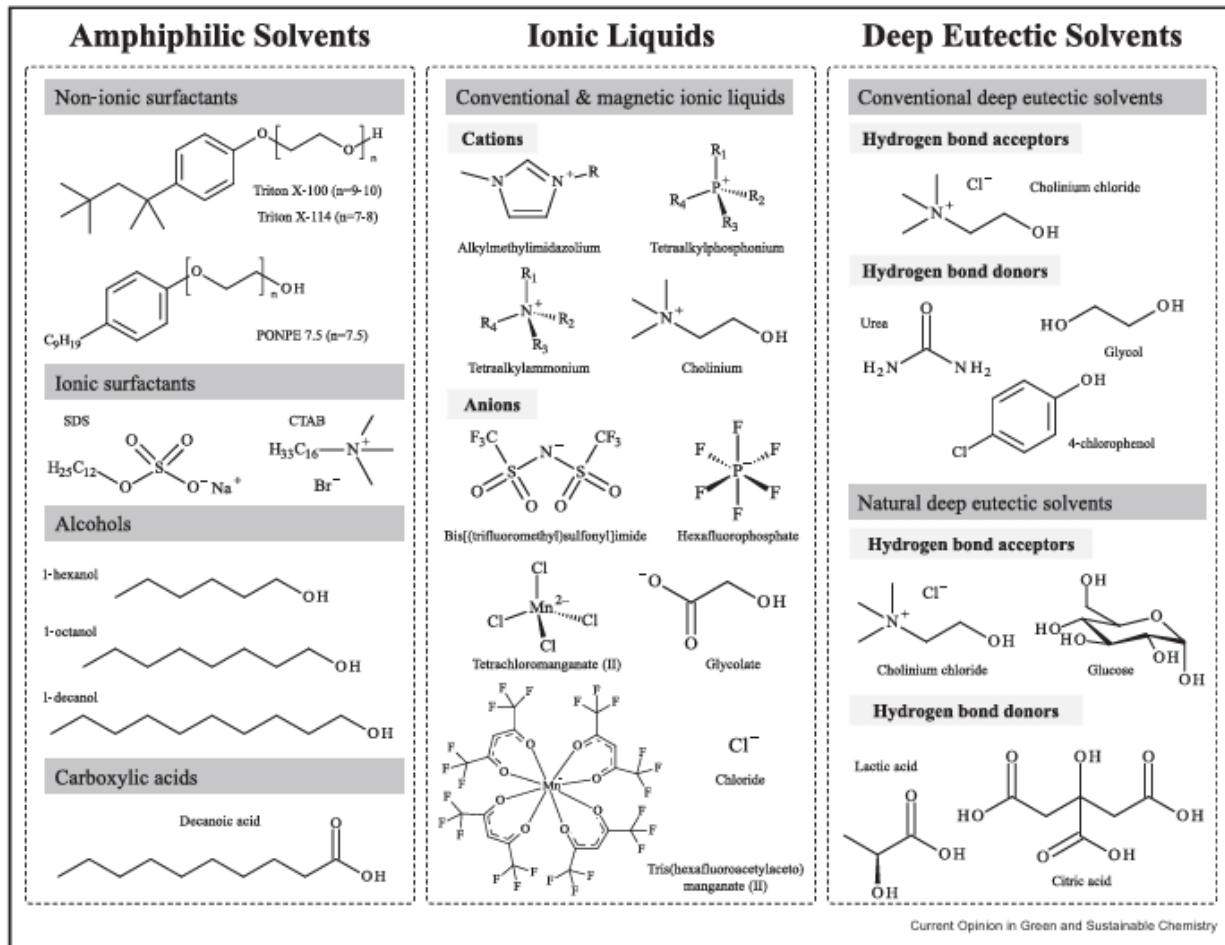 Amphiphilic Solvents
Non-ionic surfactants
O
O
H
n
Triton X-100 (n=9-10)
Triton X-114 (n=7-8)
O
n
OH
C9H19
PONPE 7.5 (n=7.5)
Ionic surfactants
SDS
O
O
H25C12
S
O
O⁻Na⁺
CTAB
H33C16—N⁺
Br⁻
Alcohols
1-hexanol
OH
1-octanol
OH
1-decanol
OH
Carboxylic acids
Decanoic acid
O
OH
Ionic Liquids
Conventional & magnetic ionic liquids
Cations
N
N⁺
R
Alkylmethylimidazolium
R1
P⁺
R4
R2
R3
Tetraalkylphosphonium
R1
N⁺
R4
R2
R3
Tetraalkylammonium
N⁺
OH
Cholinium
Anions
F3C
N⁻
CF3
S
S
O
O
O
O
Bis[(trifluoromethyl)sulfonyl]imide
F
F
F
P⁻
F
F
F
Hexafluorophosphate
Cl
Mn 2−
Cl
Cl
Cl
Tetrachloromanganate (II)
⁻O
O
OH
Glycolate
F
F
F
F
F
F
O
O
O
O
F
F
F
F
F
F
Mn⁻
F
F
F
F
F
F
O
O
O
O
F
F
F
F
F
F
Cl⁻
Chloride
Tris(hexafluoroacetylaceto)
manganate (II)
Deep Eutectic Solvents
Conventional deep eutectic solvents
Hydrogen bond acceptors
N⁺
Cl⁻
OH
Cholinium chloride
Hydrogen bond donors
Urea
O
H2N
NH2
HO
OH
Glycol
OH
Cl
4-chlorophenol
Natural deep eutectic solvents
Hydrogen bond acceptors
N⁺
Cl⁻
OH
Cholinium chloride
OH
HO
HO
O
OH
OH
Glucose
Hydrogen bond donors
Lactic acid
O
OH
OH
O
OH
O
HO
OH
O
OH
Citric acid
Current Opinion in Green and Sustainable Chemistry